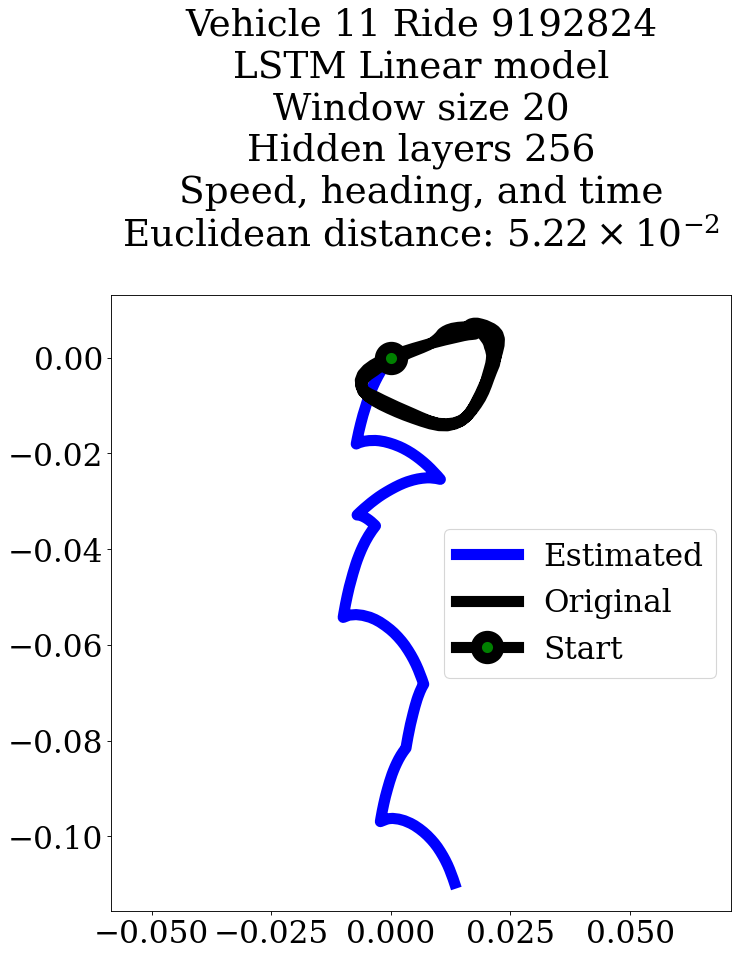 Vehicle 11 Ride 9192824
LSTM Linear model
Window size 20
Hidden layers 256
Speed, heading, and time
Euclidean distance: 5.22 × 10⁻²
0.00
−0.02
−0.04
−0.06
−0.08
−0.10
Estimated
Original
Start
−0.050 −0.025 0.000 0.025 0.050